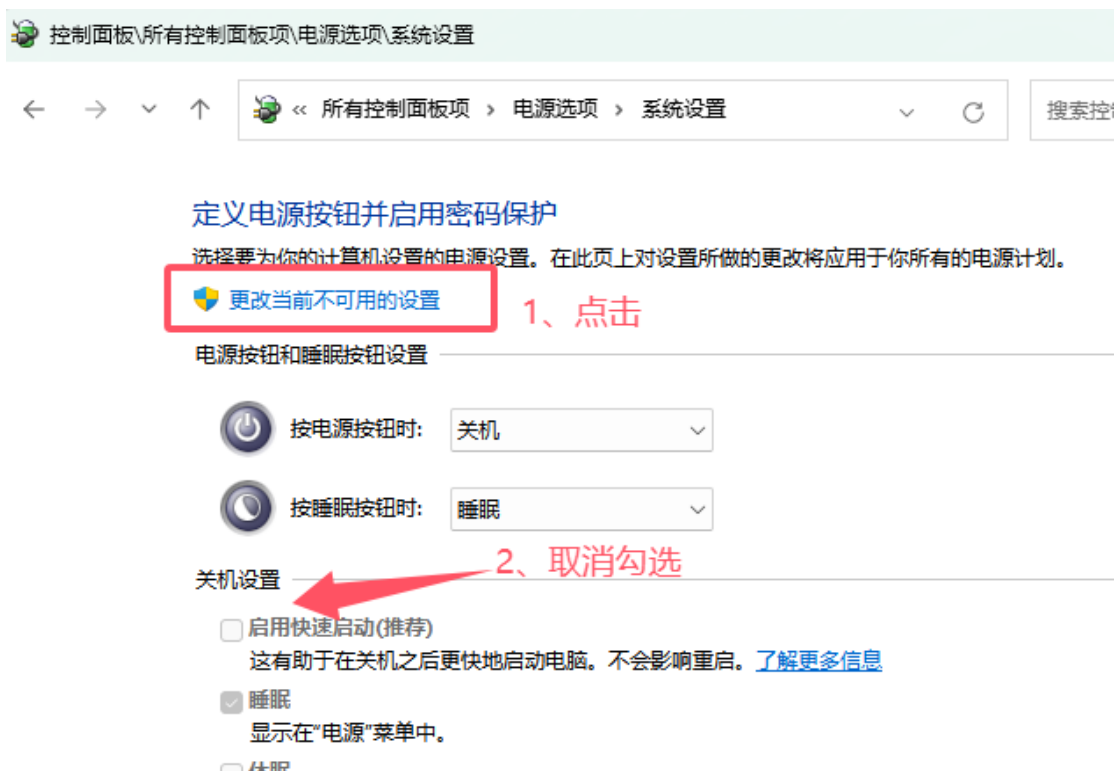 控制面板\所有控制面板项\电源选项\系统设置
« 所有控制面板项 › 电源选项 › 系统设置
搜索控
定义电源按钮并启用密码保护
选择要为你的计算机设置的电源设置。在此页上对设置所做的更改将应用于你所有的电源计划。
更改当前不可用的设置
1、点击
电源按钮和睡眠按钮设置
按电源按钮时: 关机
按睡眠按钮时: 睡眠
2、取消勾选
关机设置
启用快速启动(推荐)
这有助于在关机之后更快地启动电脑。不会影响重启。了解更多信息
睡眠
显示在"电源"菜单中。
休眠